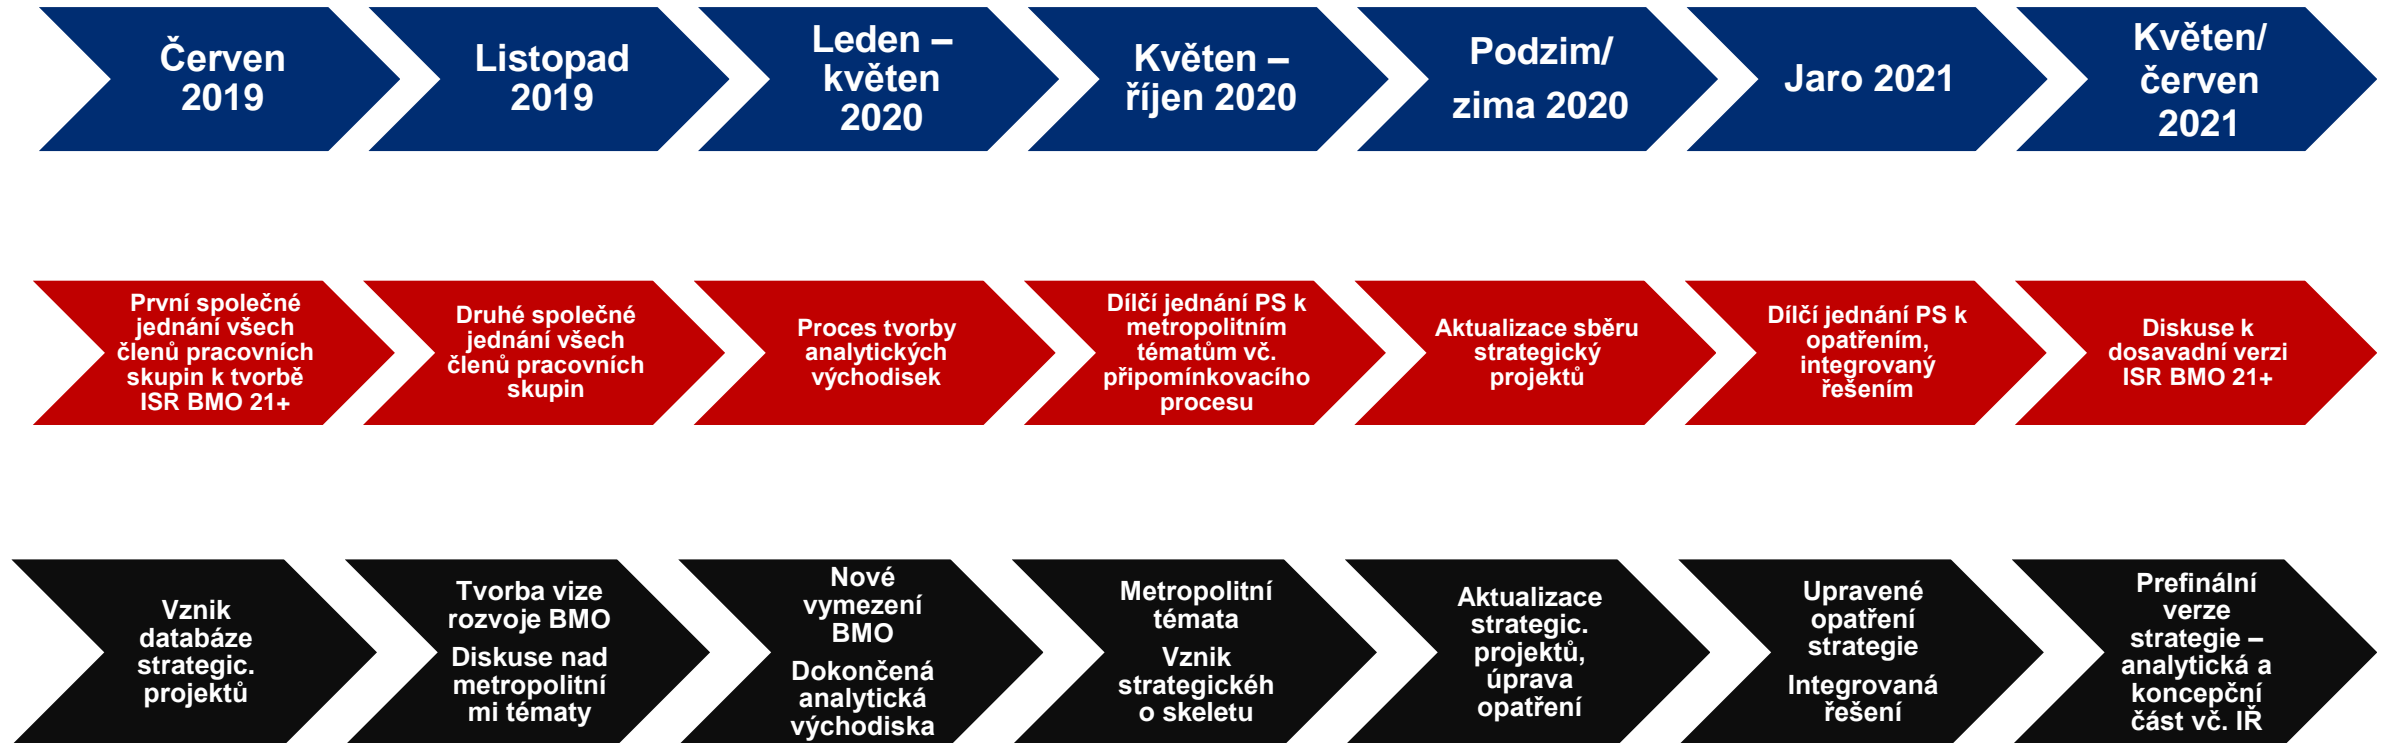 Červen
2019
Listopad
2019
Leden –
květen
2020
Květen –
říjen 2020
Podzim/
zima 2020
Jaro 2021
Květen/
červen
2021
První společné
jednání všech
členů pracovních
skupin k tvorbě
ISR BMO 21+
Druhé společné
jednání všech
členů pracovních
skupin
Proces tvorby
analytických
východisek
Dílčí jednání PS k
metropolitním
tématům vč.
připomínkovacího
procesu
Aktualizace sběru
strategický
projektů
Dílčí jednání PS k
opatřením,
integrovaný
řešením
Diskuse k
dosavadní verzi
ISR BMO 21+
Vznik
databáze
strategic.
projektů
Tvorba vize
rozvoje BMO
Diskuse nad
metropolitní
mi tématy
Nové
vymezení
BMO
Dokončená
analytická
východiska
Metropolitní
témata
Vznik
strategickéh
o skeletu
Aktualizace
strategic.
projektů,
úprava
opatření
Upravené
opatření
strategie
Integrovaná
řešení
Prefinální
verze
strategie –
analytická a
koncepční
část vč. IŘ